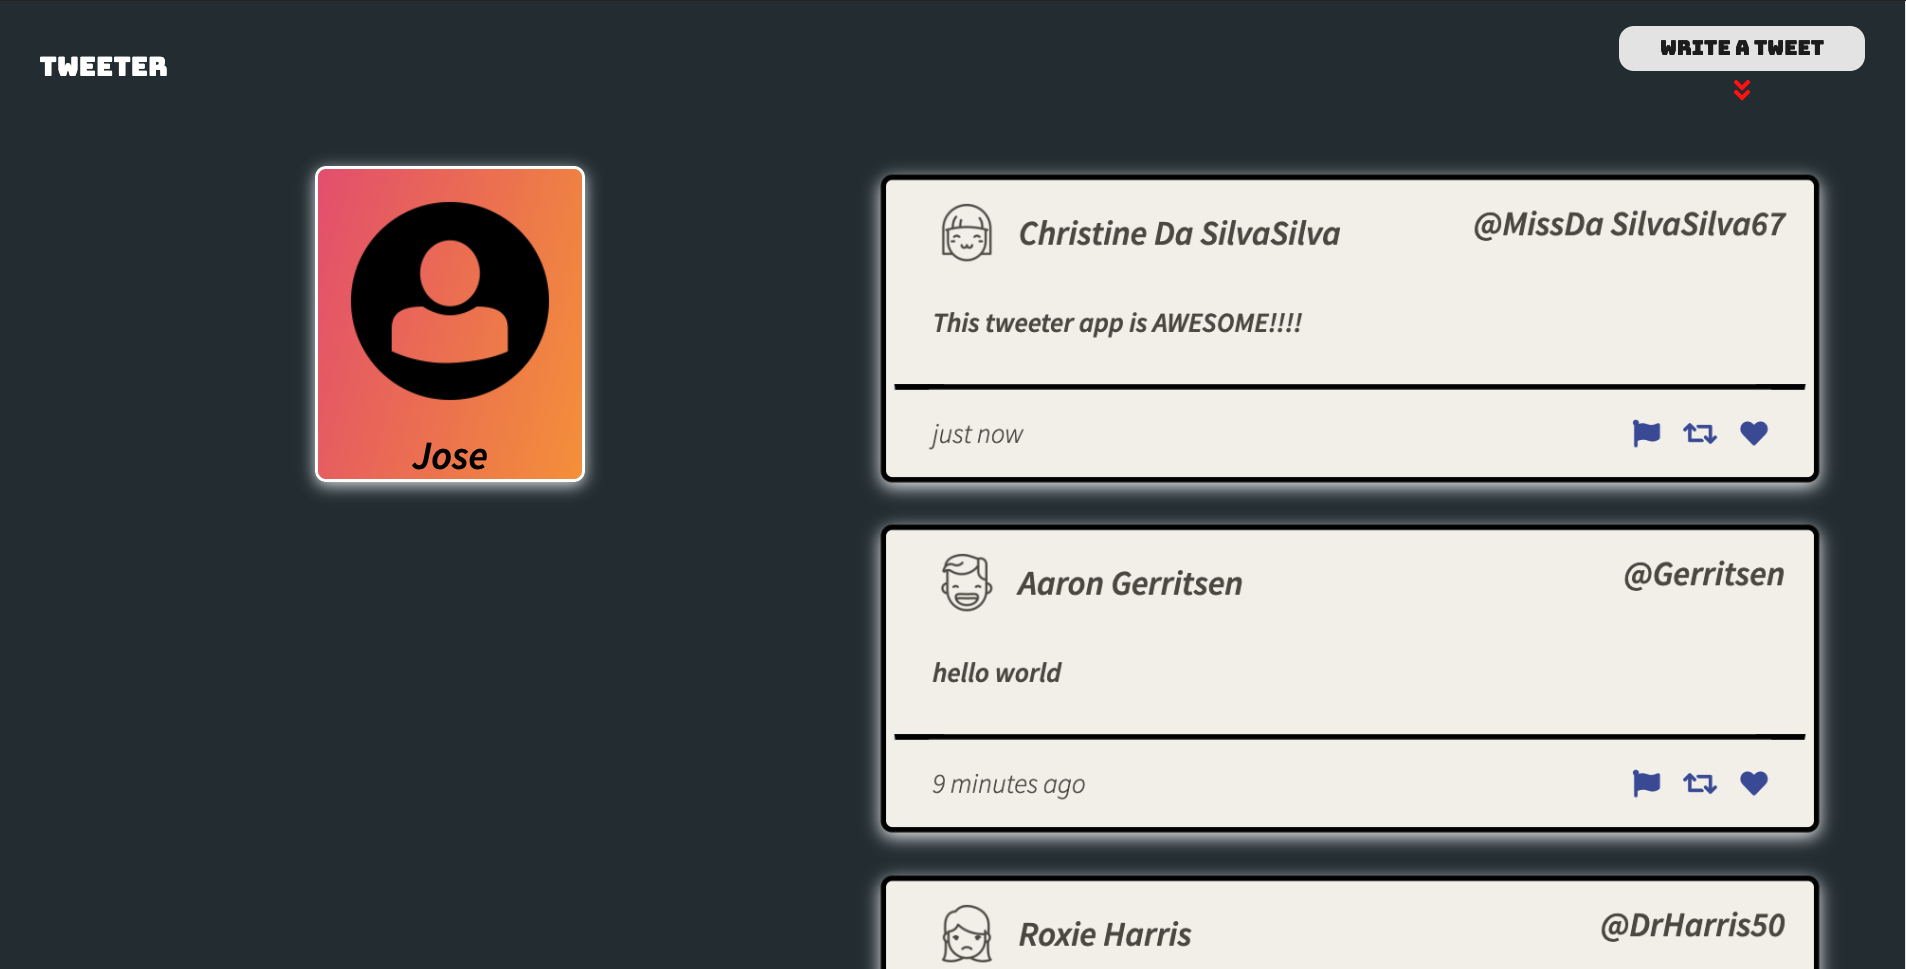 TWEETER
WRITE A TWEET
Jose
Christine Da SilvaSilva
@MissDa SilvaSilva67
This tweeter app is AWESOME!!!!
just now
Aaron Gerritsen
@Gerritsen
hello world
9 minutes ago
Roxie Harris
@DrHarris50